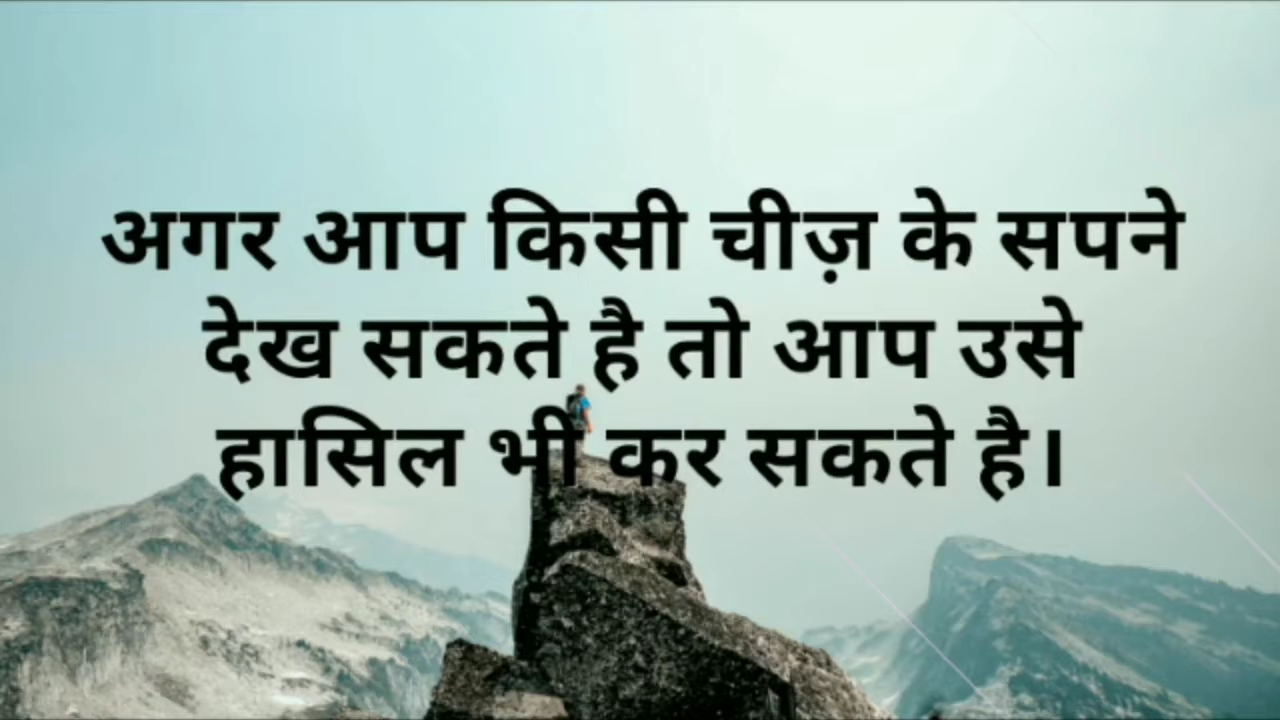 अगर आप किसी चीज़ के सपने
देख सकते है तो आप उसे
हासिल भी कर सकते है।